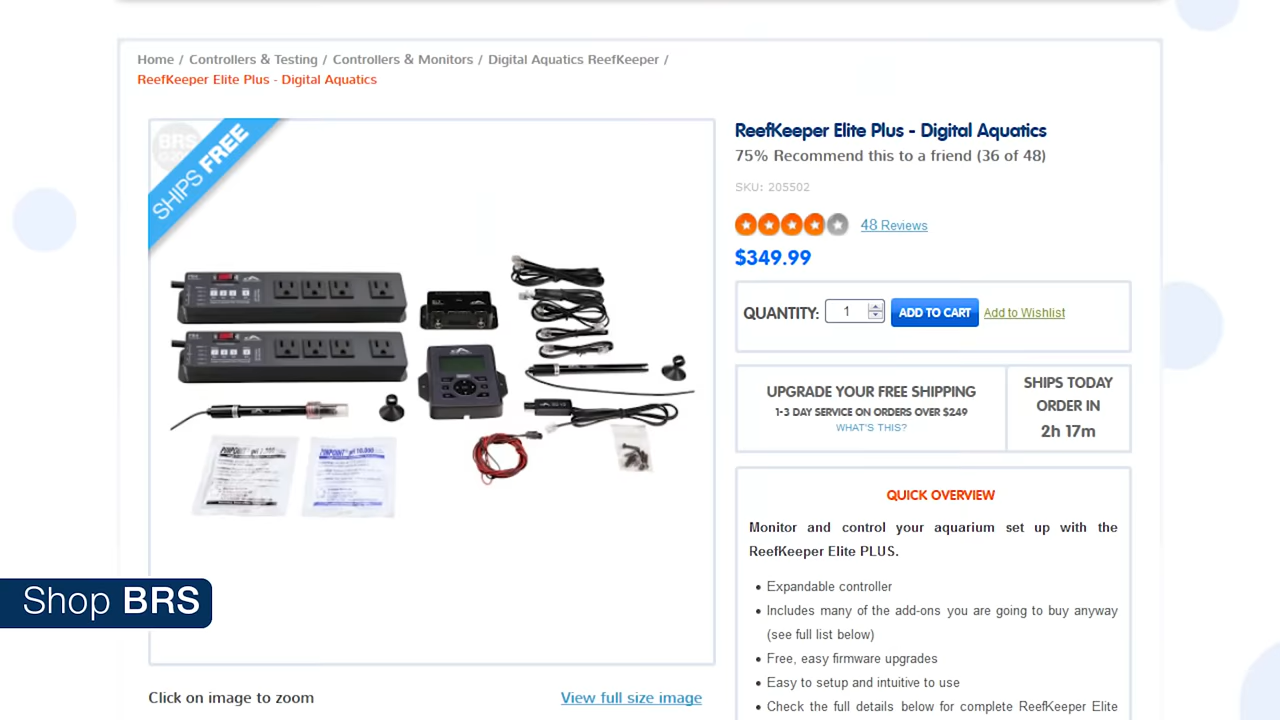 Home / Controllers & Testing / Controllers & Monitors / Digital Aquatics ReefKeeper /
ReefKeeper Elite Plus - Digital Aquatics
BRS
SHIPS FREE
ReefKeeper Elite Plus - Digital Aquatics
75% Recommend this to a friend (36 of 48)
SKU: 205502
48 Reviews
$349.99
QUANTITY: 1 ADD TO CART Add to Wishlist
UPGRADE YOUR FREE SHIPPING
1-3 DAY SERVICE ON ORDERS OVER $249
WHAT'S THIS?
SHIPS TODAY
ORDER IN
2h 17m
QUICK OVERVIEW
Monitor and control your aquarium set up with the
ReefKeeper Elite PLUS.
• Expandable controller
• Includes many of the add-ons you are going to buy anyway
(see full list below)
• Free, easy firmware upgrades
• Easy to setup and intuitive to use
• Check the full details below for complete ReefKeeper Elite
Shop BRS
Click on image to zoom
View full size image